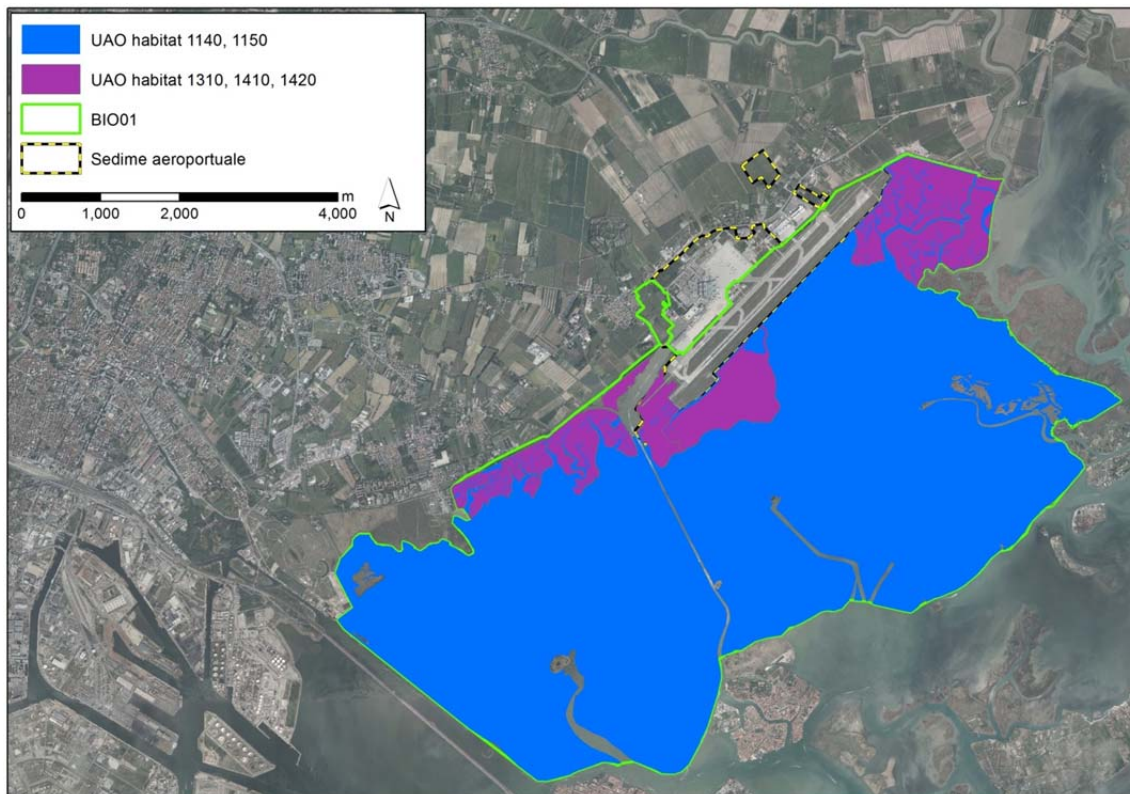 UAO habitat 1140, 1150
UAO habitat 1310, 1410, 1420
BIO01
Sedime aeroportuale
m
0 1,000 2,000 4,000
N